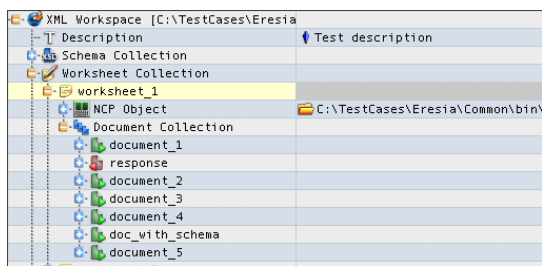 XML Workspace [C:\TestCases\Eresia
Description Test description
Schema Collection
Worksheet Collection
worksheet_1
NCP Object C:\TestCases\Eresia\Common\bin\
Document Collection
document_1
response
document_2
document_3
document_4
doc_with_schema
document_5